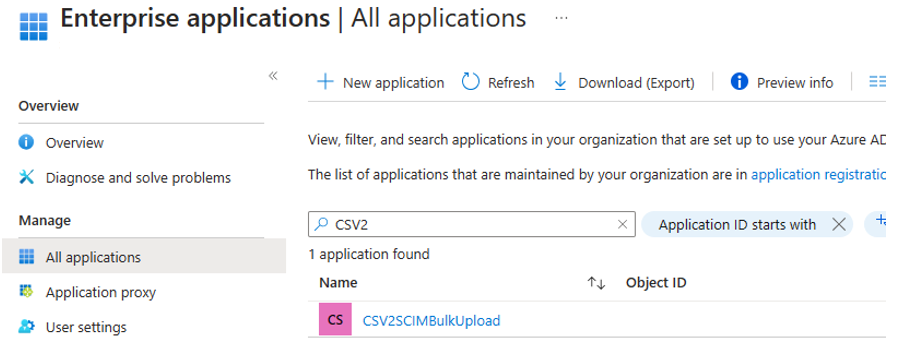 Enterprise applications | All applications ...
«
Overview
Overview
Diagnose and solve problems
Manage
All applications
Application proxy
User settings
New application Refresh Download (Export) Preview info
View, filter, and search applications in your organization that are set up to use your Azure AD
The list of applications that are maintained by your organization are in application registratio
CSV2 Application ID starts with
1 application found
Name Object ID
CS CSV2SCIMBulkUpload